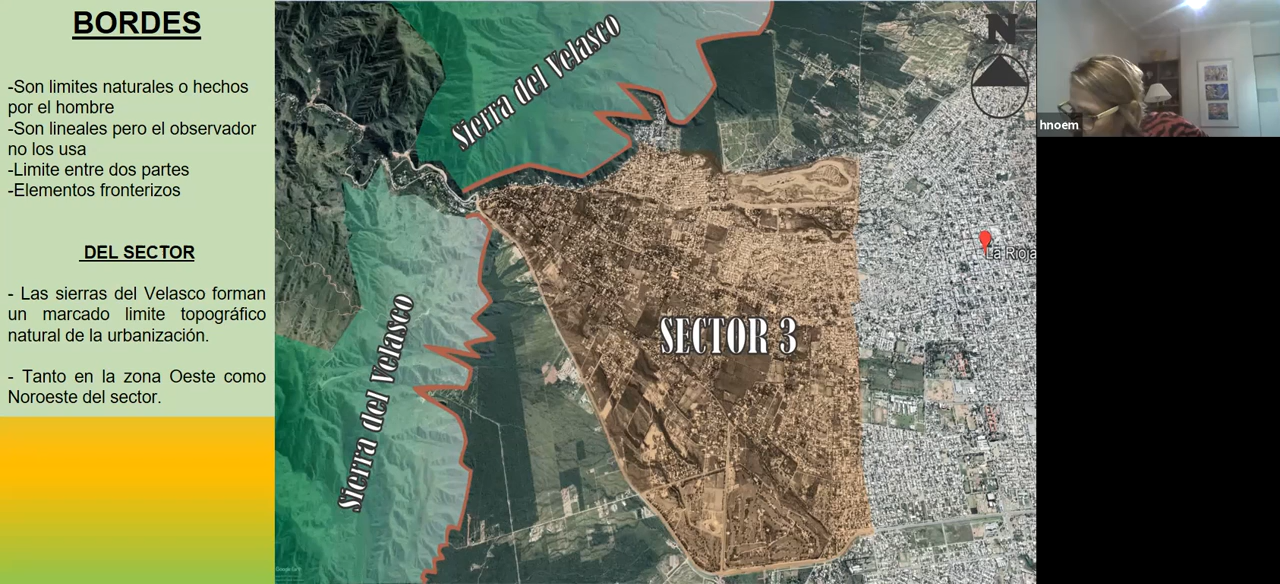 BORDES
-Son limites naturales o hechos
por el hombre
-Son lineales pero el observador
no los usa
-Limite entre dos partes
-Elementos fronterizos
DEL SECTOR
- Las sierras del Velasco forman
un marcado limite topográfico
natural de la urbanización.
- Tanto en la zona Oeste como
Noroeste del sector.
Sierra del Velasco
Sierra del Velasco
SECTOR 3
N
La Rioja
hnoem